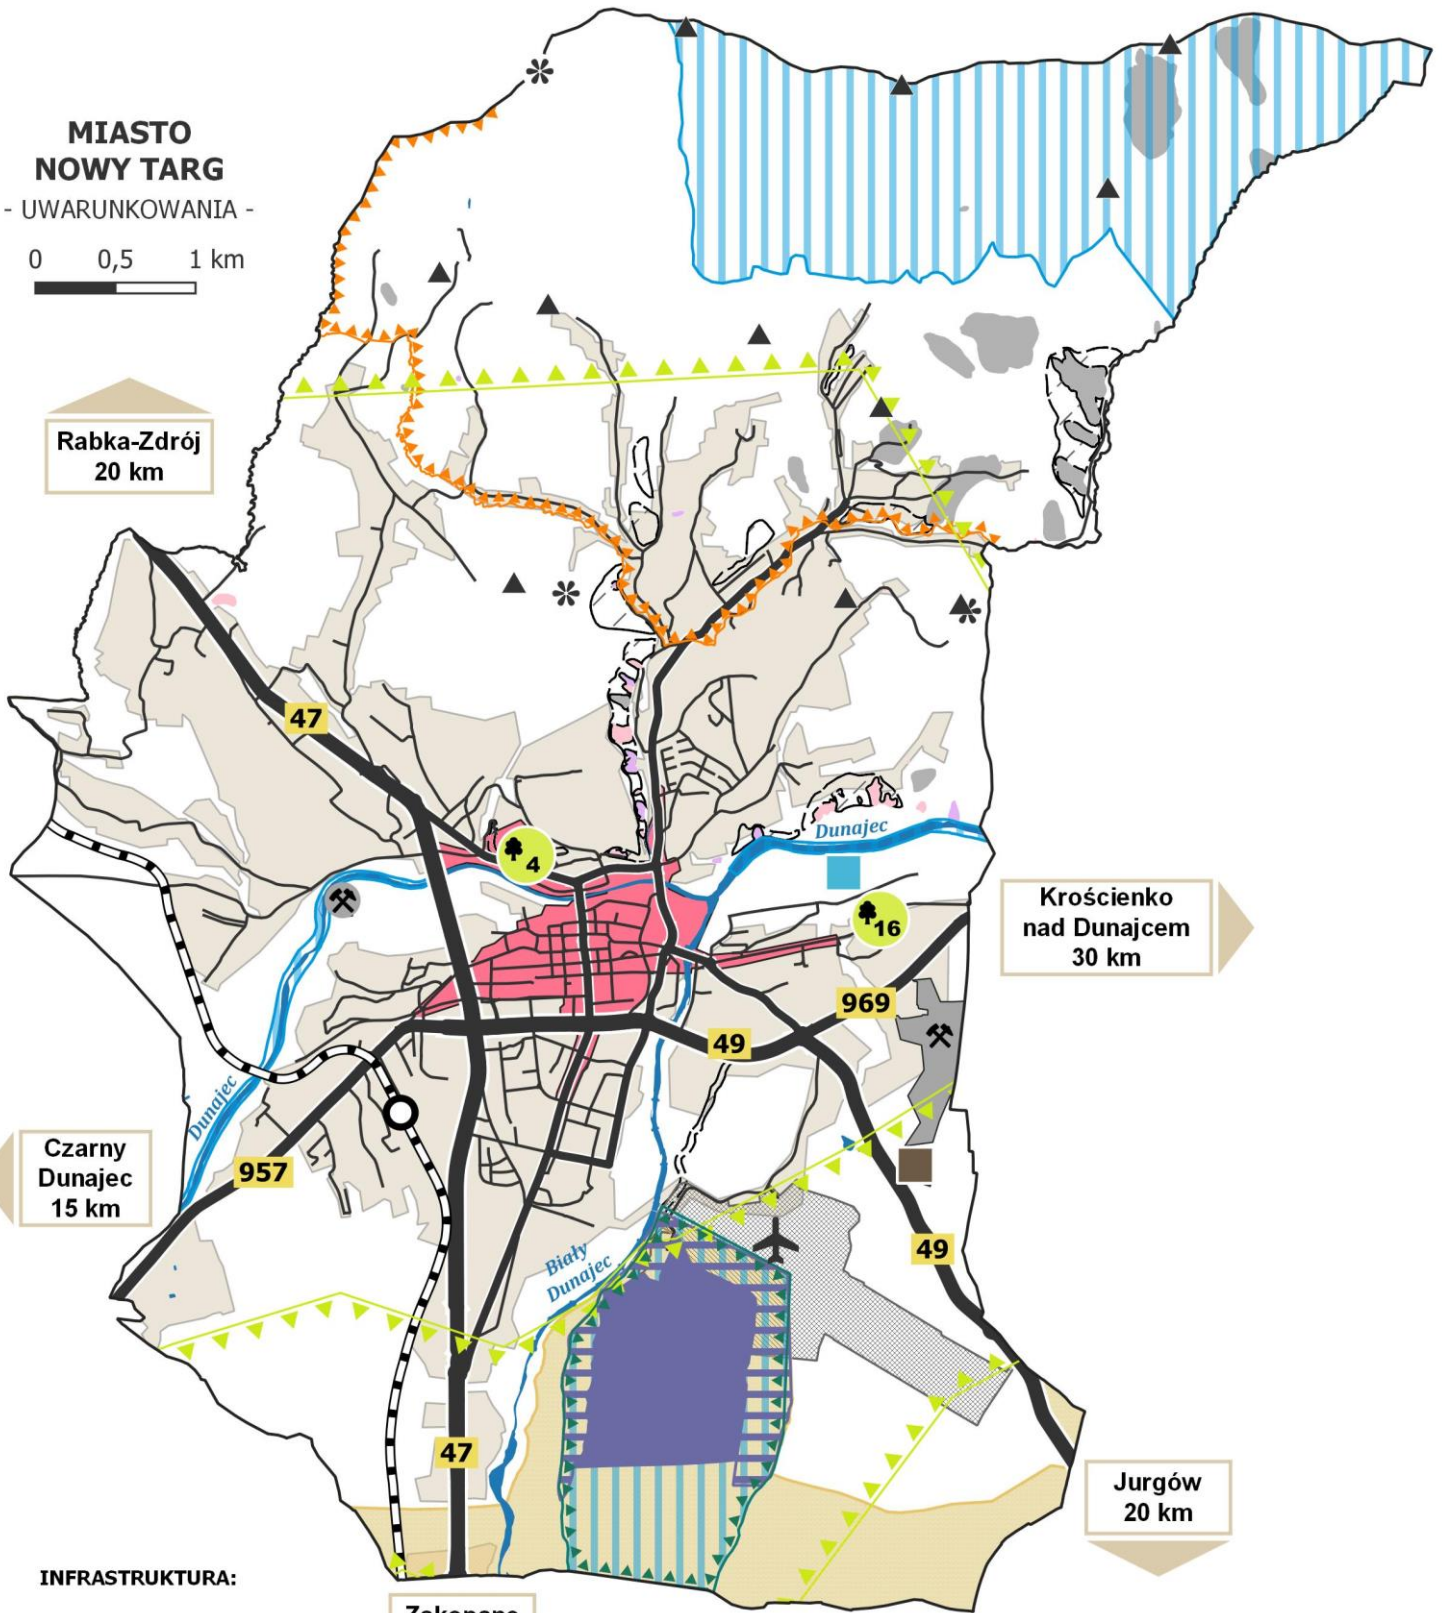 MIASTO
NOWY TARG
- UWARUNKOWANIA -
0 0,5 1 km
Rabka-Zdrój
20 km
47
4
Dunajec
16
Krościenko
nad Dunajcem
30 km
969
49
Dunajec
Czarny
Dunajec
15 km
957
Biały
Dunajec
49
47
Jurgów
20 km
INFRASTRUKTURA:
Zakopane